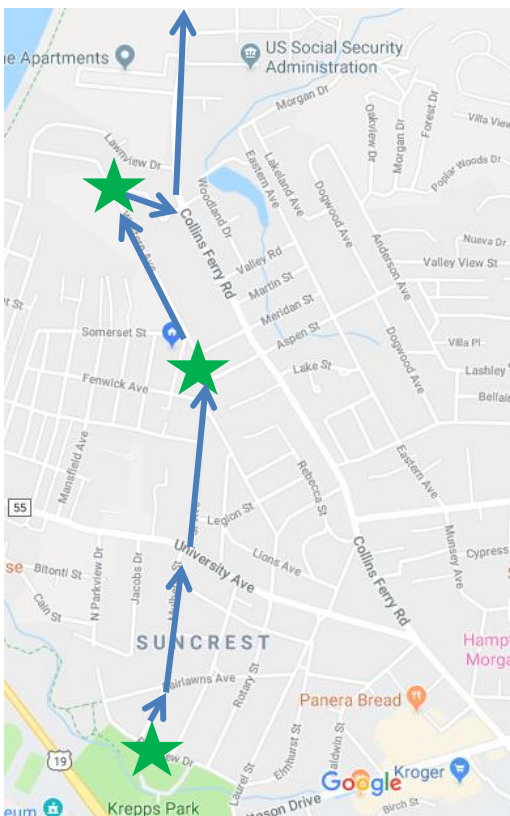 e Apartments
US Social Security
Administration
Morgan Dr
Oakview Dr
Morgan Dr
Forest Dr
Villa View
Lawnview Dr
Eastern Ave
Lakeland Ave
Poplar Woods Dr
Woodland Dr
Dogwood Ave
Collins Ferry Rd
Anderson Ave
Nueva Dr
Valley Rd
Valley View St
Martin St
Meridan St
Somerset St
Aspen St
Dogwood Ave
Villa Pl
Lake St
Lashley
Fenwick Ave
Bellair
Mansfield Ave
Eastern Ave
Rebecca St
55
Legion St
Munsey Ave
University Ave
Lions Ave
Collins Ferry Rd
Cypress
se
Bitonti St
N Parkview Dr
Jacobs Dr
Cain St
SUNCREST
Hamp
Morga
Rotary St
Panera Bread
19
Laurel St
Elmhurst St
Baldwin St
Google
Kroger
eum
Krepps Park
Birch St